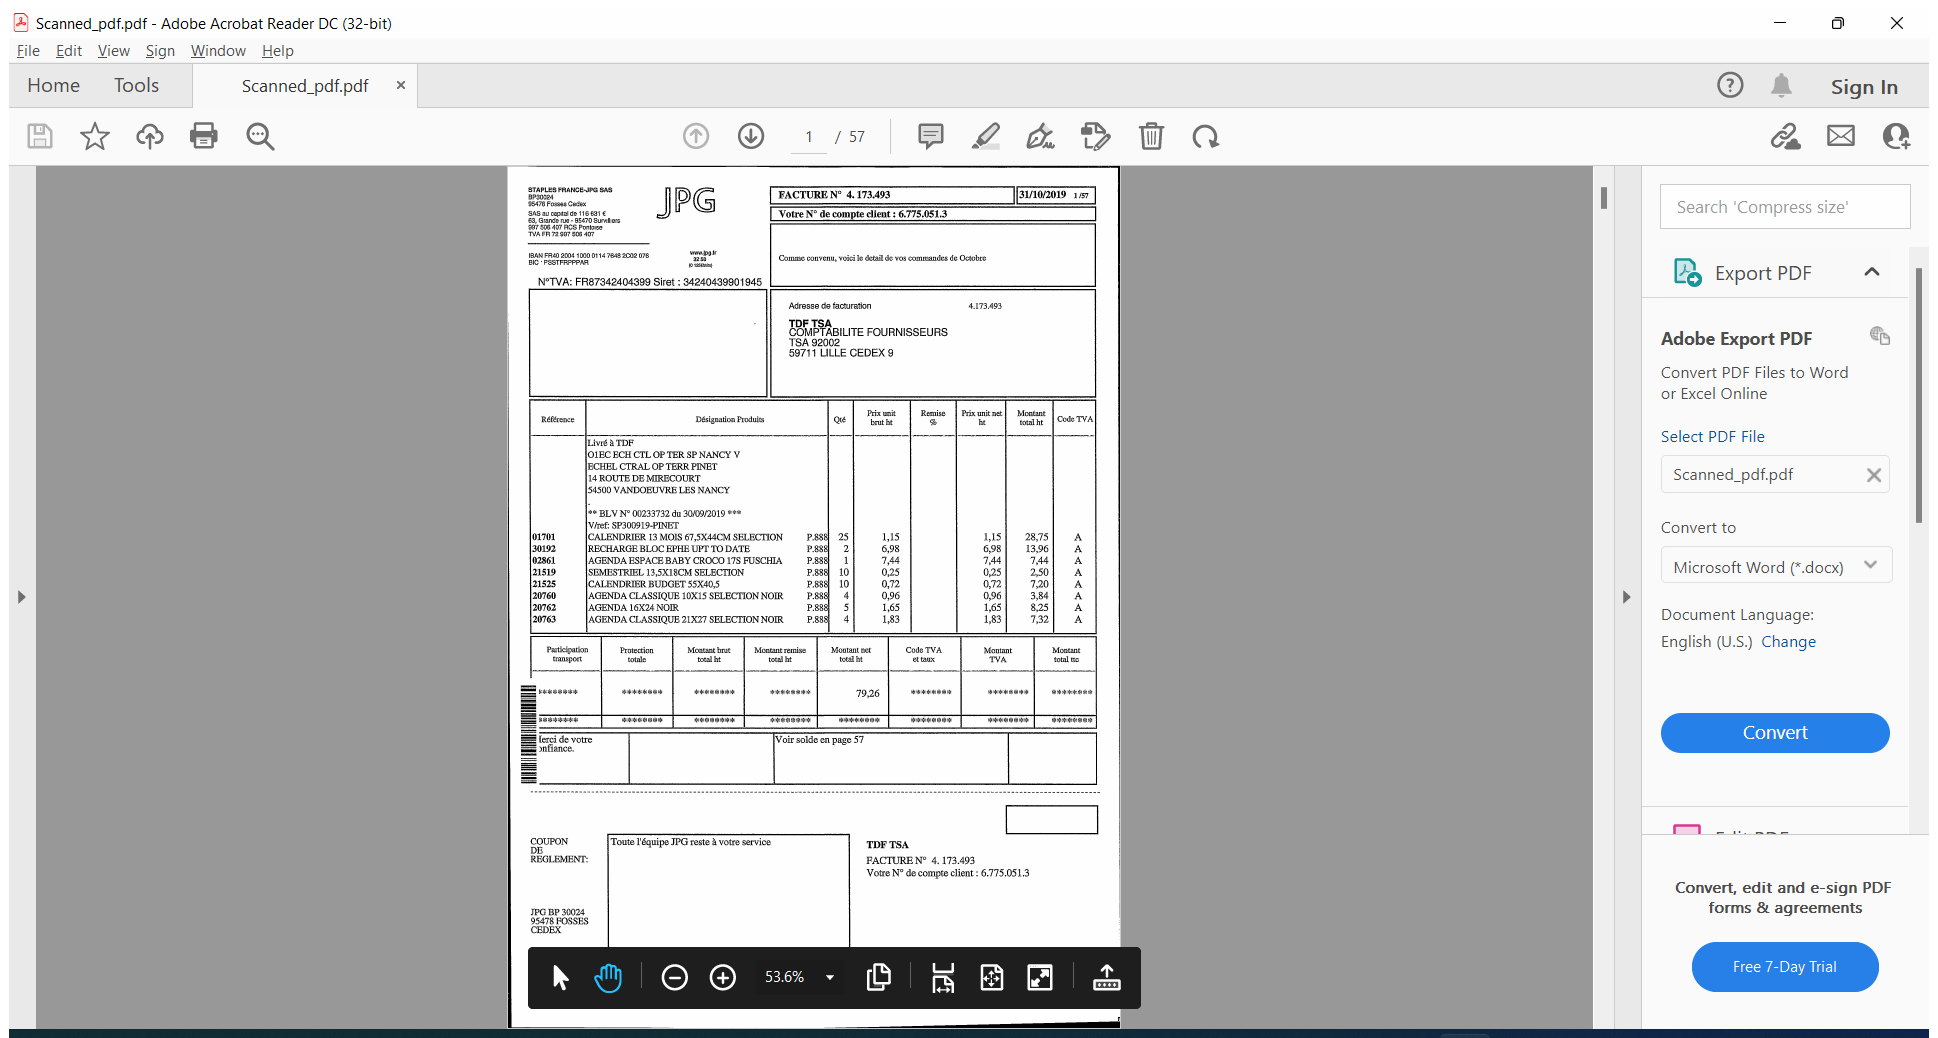 Scanned_pdf.pdf - Adobe Acrobat Reader DC (32-bit)
File Edit View Sign Window Help
Home Tools Scanned_pdf.pdf × Sign In
1 / 57
STAPLES FRANCE-JPG SAS
BP30024
95478 Fosses Cedex
SAS au capital de 116 631 €
63, Grande rue - 95470 Survilliers
997 506 407 RCS Pontoise
TVA FR 72 997 506 407
IBAN FR40 2004 1000 0114 7648 2C02 076
BIC · PSSTFRPPPAR
JPG
www.jpg.fr
32 58
N°TVA: FR87342404399 Siret : 34240439901945
FACTURE N° 4. 173.493 31/10/2019 1 /57
Votre N° de compte client : 6.775.051.3
Comme convenu, voici le detail de vos commandes de Octobre
Adresse de facturation 4.173.493
TDF TSA
COMPTABILITE FOURNISSEURS
TSA 92002
59711 LILLE CEDEX 9
Référence Désignation Produits Qté Prix unit brut ht Remise % Prix unit net ht Montant total ht Code TVA
Livré à TDF
O1EC ECH CTL OP TER SP NANCY V
ECHEL CTRAL OP TERR PINET
14 ROUTE DE MIRECOURT
54500 VANDOEUVRE LES NANCY
.
** BLV N° 00233732 du 30/09/2019 ***
V/ref: SP300919-PINET
01701 CALENDRIER 13 MOIS 67,5X44CM SELECTION P.888 25 1,15 1,15 28,75 A
30192 RECHARGE BLOC EPHE UPT TO DATE P.888 2 6,98 6,98 13,96 A
02861 AGENDA ESPACE BABY CROCO 17S FUSCHIA P.888 1 7,44 7,44 7,44 A
21519 SEMESTRIEL 13,5X18CM SELECTION P.888 10 0,25 0,25 2,50 A
21525 CALENDRIER BUDGET 55X40,5 P.888 10 0,72 0,72 7,20 A
20760 AGENDA CLASSIQUE 10X15 SELECTION NOIR P.888 4 0,96 0,96 3,84 A
20762 AGENDA 16X24 NOIR P.888 5 1,65 1,65 8,25 A
20763 AGENDA CLASSIQUE 21X27 SELECTION NOIR P.888 4 1,83 1,83 7,32 A
Participation transport Protection totale Montant brut total ht Montant remise total ht Montant net total ht Code TVA et taux Montant TVA Montant total ttc
******** ******** ******** ******** 79,26 ******** ******** ********
******** ******** ******** ******** ******** ******** ******** ********
lerci de votre
onfiance.
Voir solde en page 57
COUPON
DE
REGLEMENT:
Toute l'équipe JPG reste à votre service
TDF TSA
FACTURE N° 4. 173.493
Votre N° de compte client : 6.775.051.3
JPG BP 30024
95478 FOSSES
CEDEX
53.6%
Search 'Compress size'
Export PDF
Adobe Export PDF
Convert PDF Files to Word
or Excel Online
Select PDF File
Scanned_pdf.pdf
Convert to
Microsoft Word (*.docx)
Document Language:
English (U.S.) Change
Convert
Edit PDF
Convert, edit and e-sign PDF
forms & agreements
Free 7-Day Trial